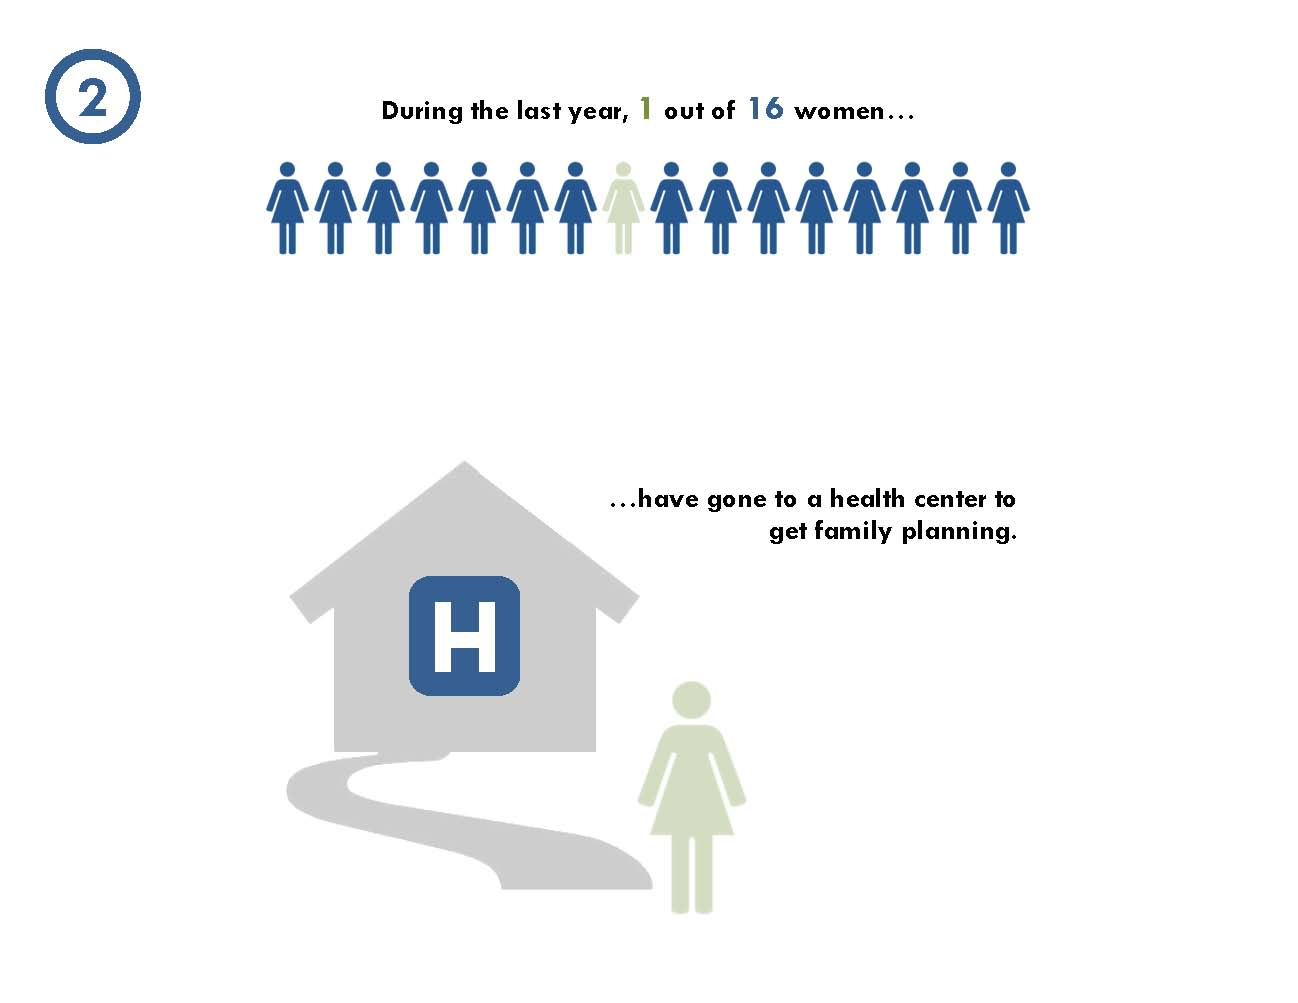 2
During the last year, 1 out of 16 women...
...have gone to a health center to
get family planning.
H